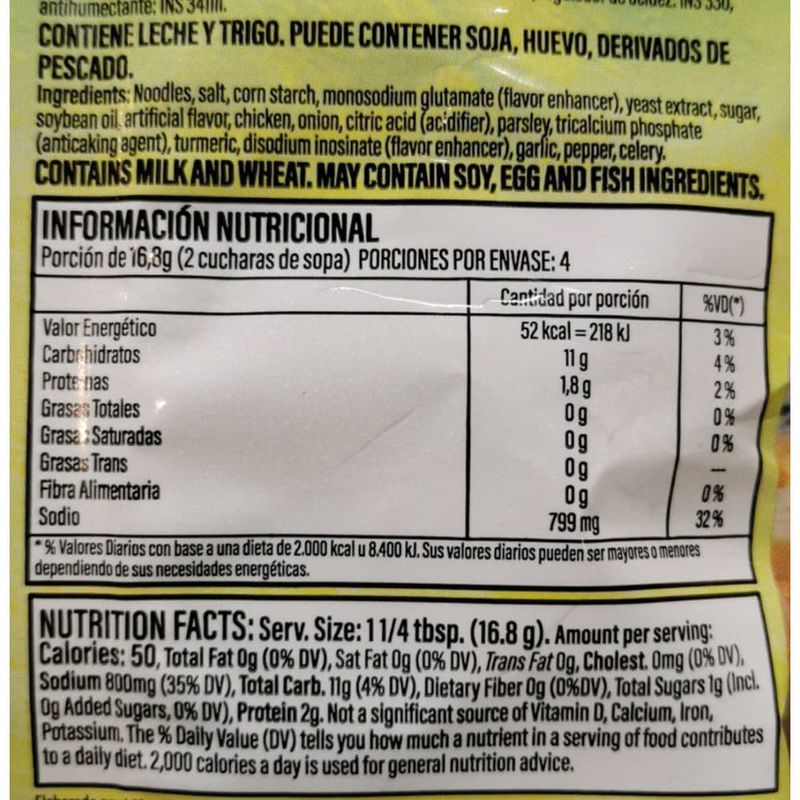 antihumectante: INS 341iii.
CONTIENE LECHE Y TRIGO. PUEDE CONTENER SOJA, HUEVO, DERIVADOS DE
PESCADO.
Ingredients: Noodles, salt, corn starch, monosodium glutamate (flavor enhancer), yeast extract, sugar,
soybean oil, artificial flavor, chicken, onion, citric acid (acidifier), parsley, tricalcium phosphate
(anticaking agent), turmeric, disodium inosinate (flavor enhancer), garlic, pepper, celery.
CONTAINS MILK AND WHEAT. MAY CONTAIN SOY, EGG AND FISH INGREDIENTS.
INFORMACIÓN NUTRICIONAL
Porción de 16,8g (2 cucharas de sopa) PORCIONES POR ENVASE: 4
Cantidad por porción %VD(*)
Valor Energético 52 kcal = 218 kJ 3%
Carbohidratos 11 g 4%
Proteínas 1,8 g 2%
Grasas Totales 0 g 0%
Grasas Saturadas 0 g 0%
Grasas Trans 0 g ---
Fibra Alimentaria 0 g 0%
Sodio 799 mg 32%
* % Valores Diarios con base a una dieta de 2.000 kcal u 8.400 kJ. Sus valores diarios pueden ser mayores o menores
dependiendo de sus necesidades energéticas.
NUTRITION FACTS: Serv. Size: 1 1/4 tbsp. (16.8 g). Amount per serving:
Calories: 50, Total Fat 0g (0% DV), Sat Fat 0g (0% DV), Trans Fat 0g, Cholest. 0mg (0% DV),
Sodium 800mg (35% DV), Total Carb. 11g (4% DV), Dietary Fiber 0g (0%DV), Total Sugars 1g (Incl.
0g Added Sugars, 0% DV), Protein 2g. Not a significant source of Vitamin D, Calcium, Iron,
Potassium. The % Daily Value (DV) tells you how much a nutrient in a serving of food contributes
to a daily diet. 2,000 calories a day is used for general nutrition advice.